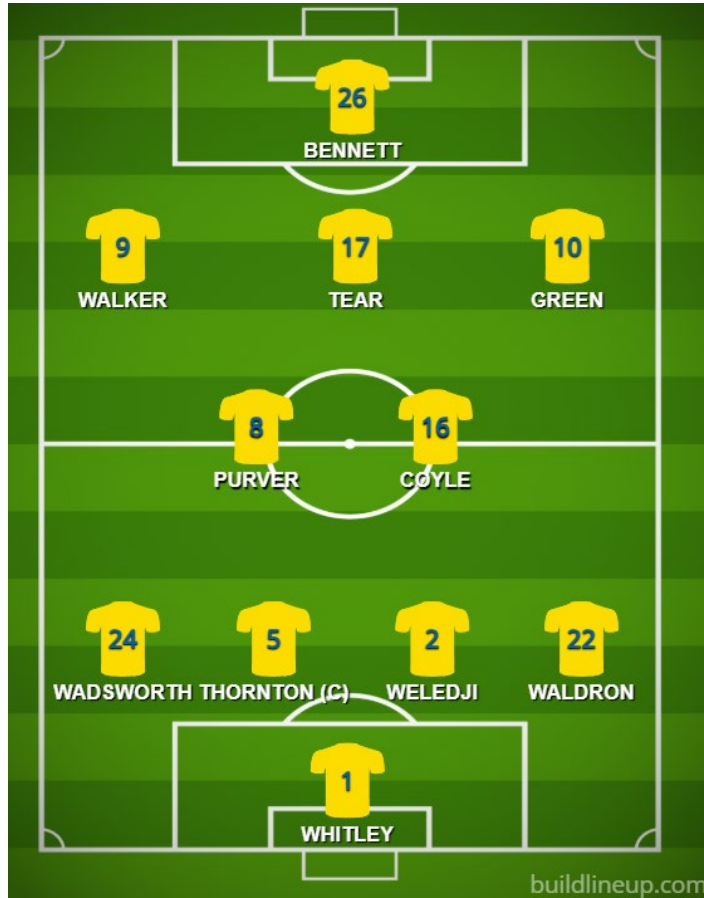 26
BENNETT
9 17 10
WALKER TEAR GREEN
8 16
PURVER COYLE
24 5 2 22
WADSWORTH THORNTON (C) WELEDJI WALDRON
1
WHITLEY
buildlineup.com